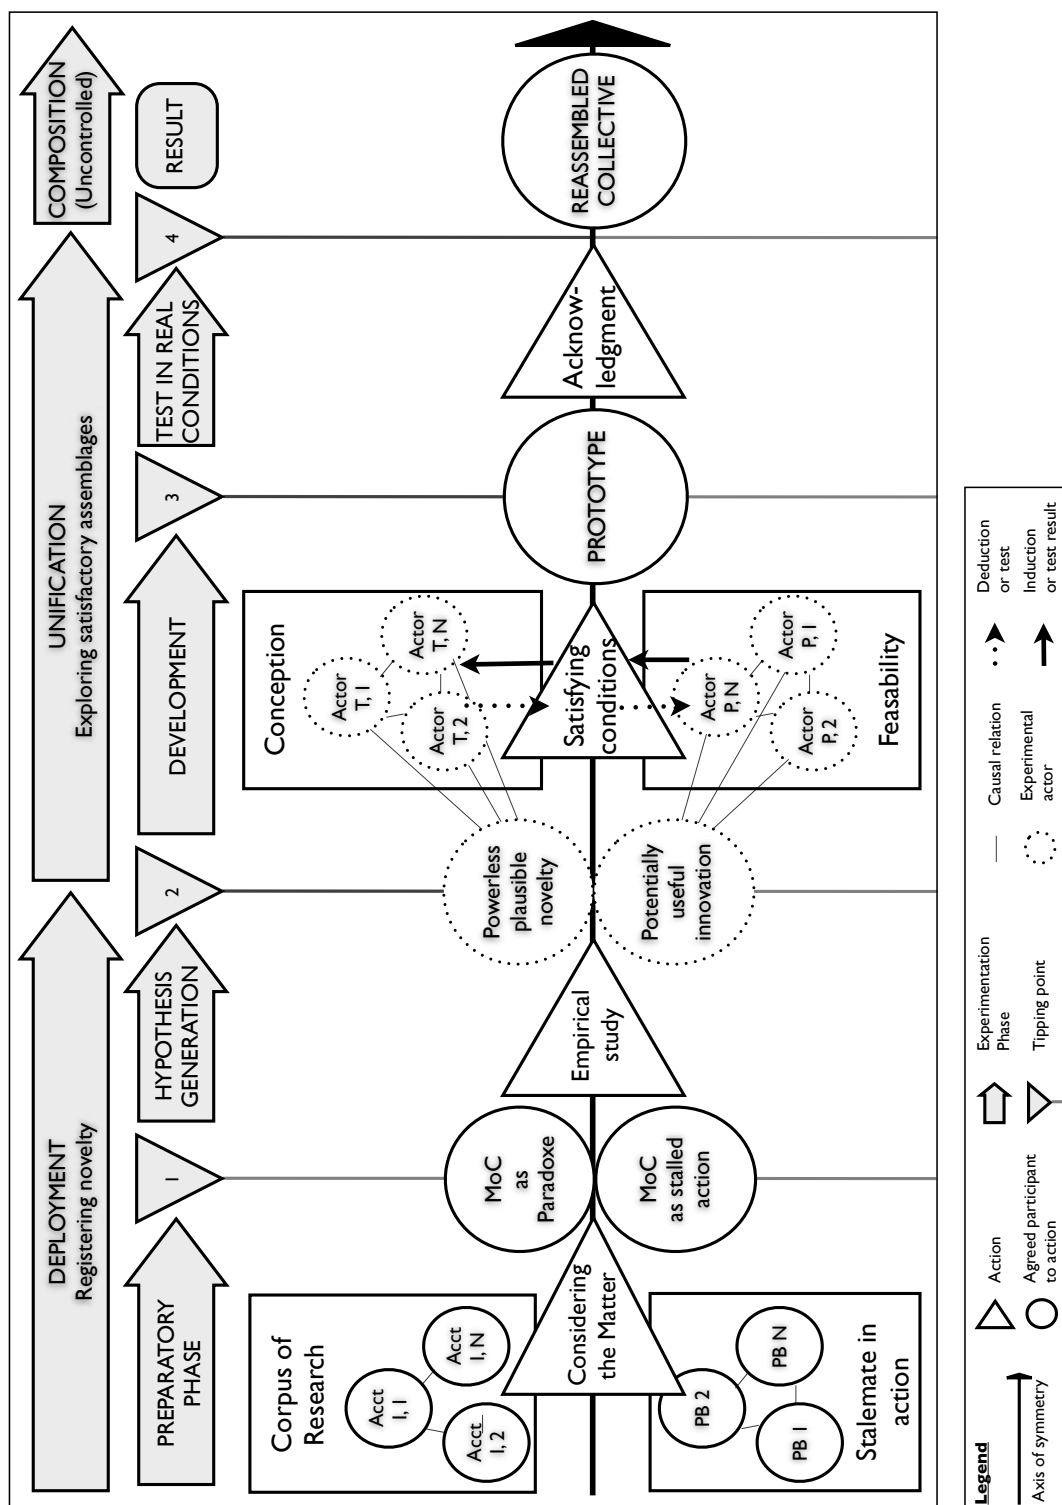 DEPLOYMENT
Registering novelty
UNIFICATION
Exploring satisfactory assemblages
COMPOSITION
(Uncontrolled)
PREPARATORY
PHASE
1
HYPOTHESIS
GENERATION
2
DEVELOPMENT
3
TEST IN REAL
CONDITIONS
4
RESULT
Corpus of
Research
Acct
1, 1
Acct
1, 2
Acct
1, N
Considering
the Matter
PB 2
PB 1
PB N
Stalemate in
action
MoC
as
Paradoxe
MoC
as stalled
action
Empirical
study
Powerless
plausible
novelty
Potentially
useful
innovation
Conception
Actor
T, 1
Actor
T, 2
Actor
T, N
Satisfying
conditions
Actor
P, N
Actor
P, 1
Actor
P, 2
Feasability
PROTOTYPE
Acknow-
ledgment
REASSEMBLED
COLLECTIVE
Legend
Axis of symmetry
Action
Agreed participant
to action
Experimentation
Phase
Tipping point
Causal relation
Experimental
actor
Deduction
or test
Induction
or test result